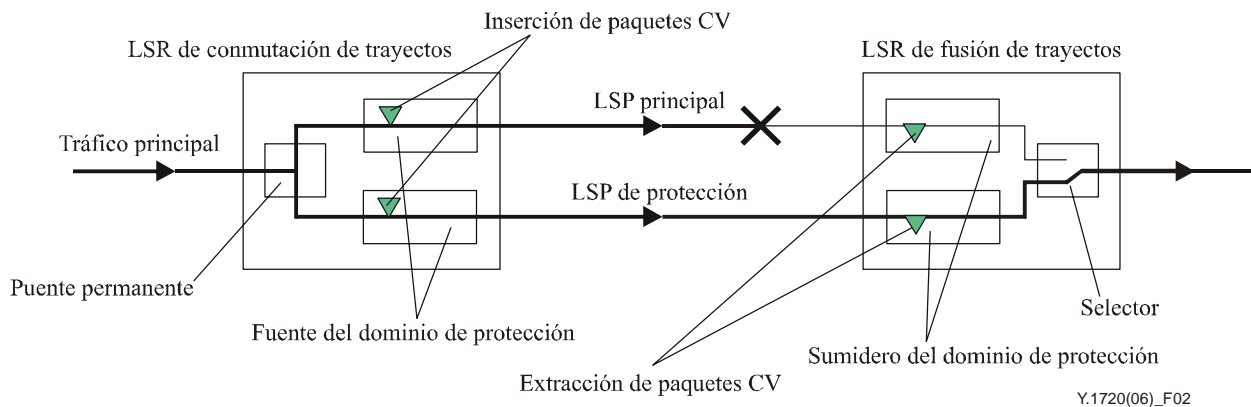 Inserción de paquetes CV
LSR de conmutación de trayectos
LSR de fusión de trayectos
LSP principal
Tráfico principal
LSP de protección
Puente permanente
Selector
Fuente del dominio de protección
Sumidero del dominio de protección
Extracción de paquetes CV
Y.1720(06)_F02